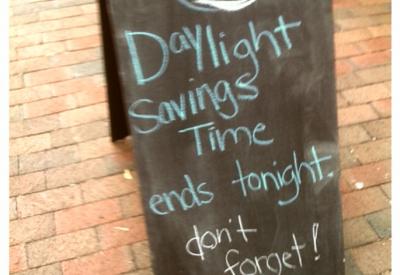 Daylight
Savings
Time
ends tonight.
don't
forget!